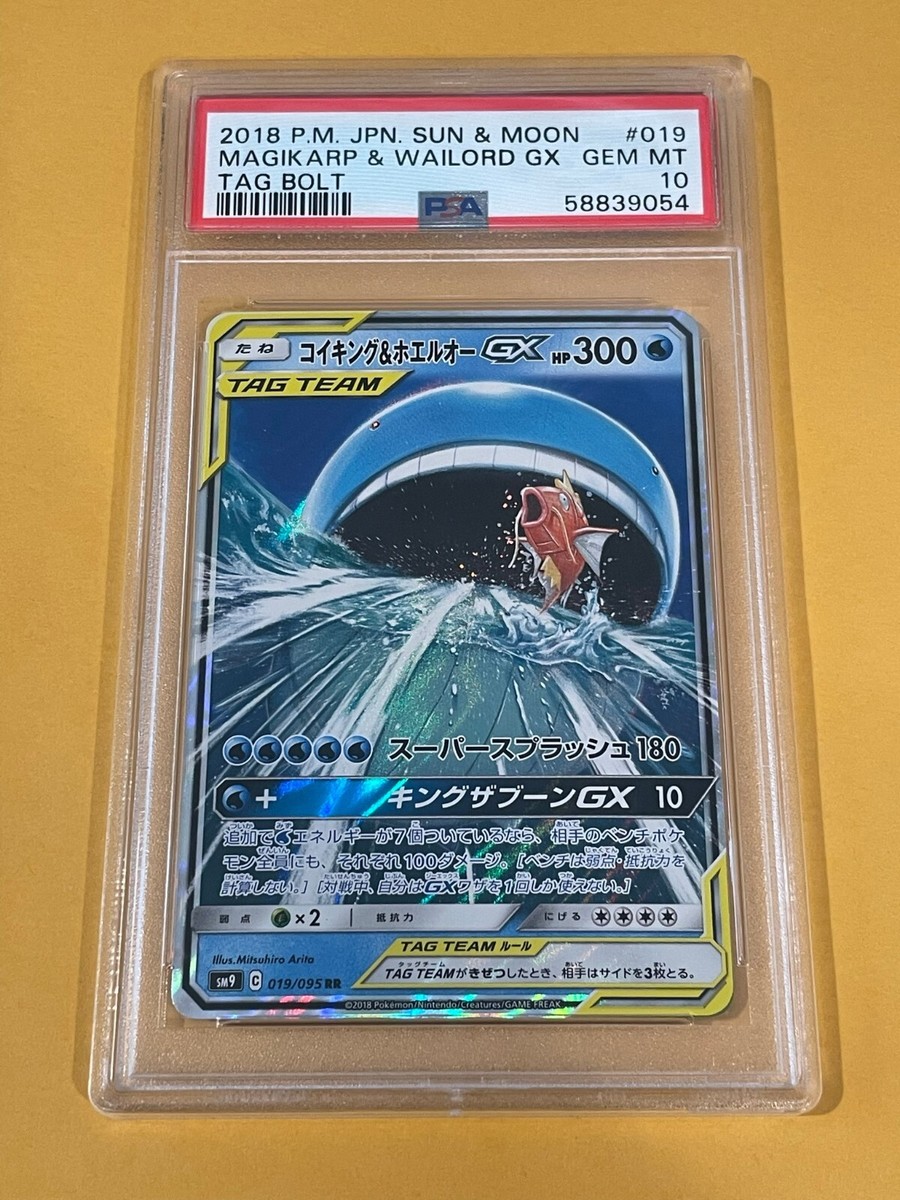 2018 P.M. JPN. SUN & MOON #019
MAGIKARP & WAILORD GX GEM MT
TAG BOLT 10
PSA 58839054
たね コイキング&ホエルオーGX HP300
TAG TEAM
スーパースプラッシュ 180
+ キングザブーンGX 10
追加で エネルギーが7個ついているなら、相手のベンチポケ
モン全員にも、それぞれ100ダメージ。[ベンチは弱点・抵抗力を
計算しない。] [対戦中、自分はGXワザを1回しか使えない。]
弱点 ×2 抵抗力 にげる
TAG TEAM ルール
Illus.Mitsuhiro Arita
TAG TEAMがきぜつしたとき、相手はサイドを3枚とる。
SM9 C 019/095 RR
©2018 Pokémon/Nintendo/Creatures/GAME FREAK